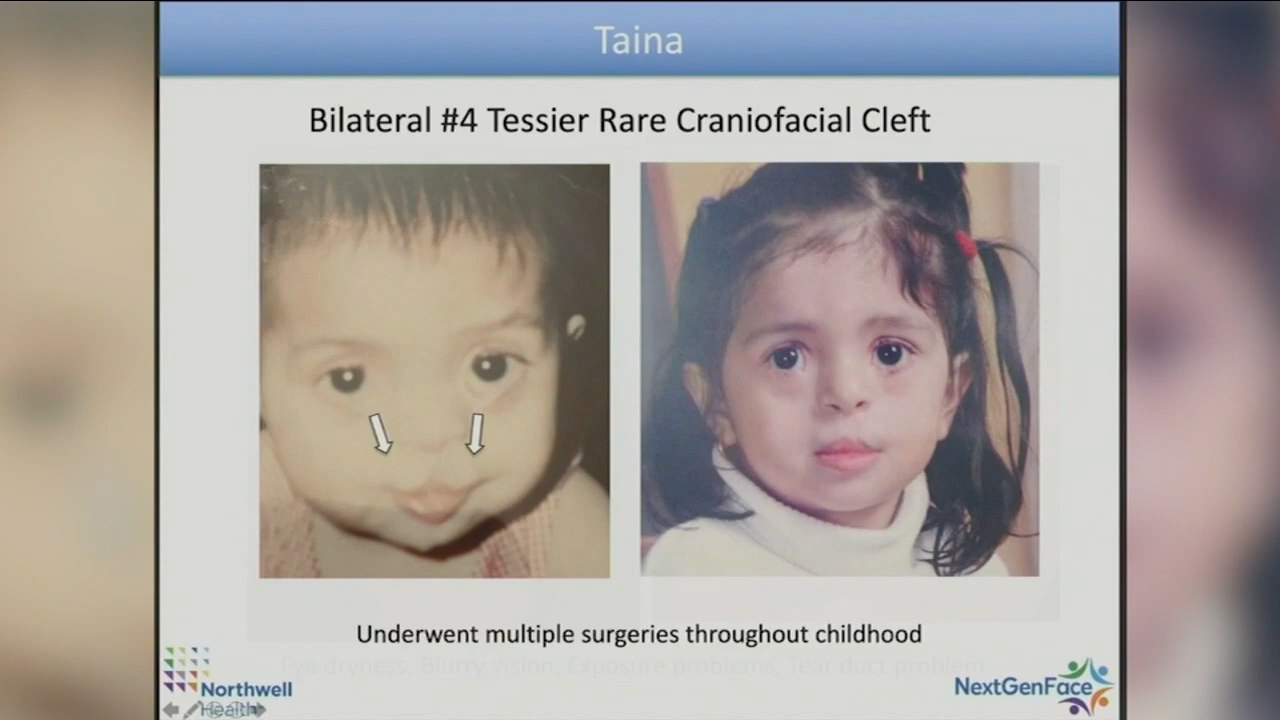 Taina
Bilateral #4 Tessier Rare Craniofacial Cleft
Underwent multiple surgeries throughout childhood
Eye dryness, Blurry vision, Exposure problems, Tear duct problem
Northwell
Health
NextGenFace